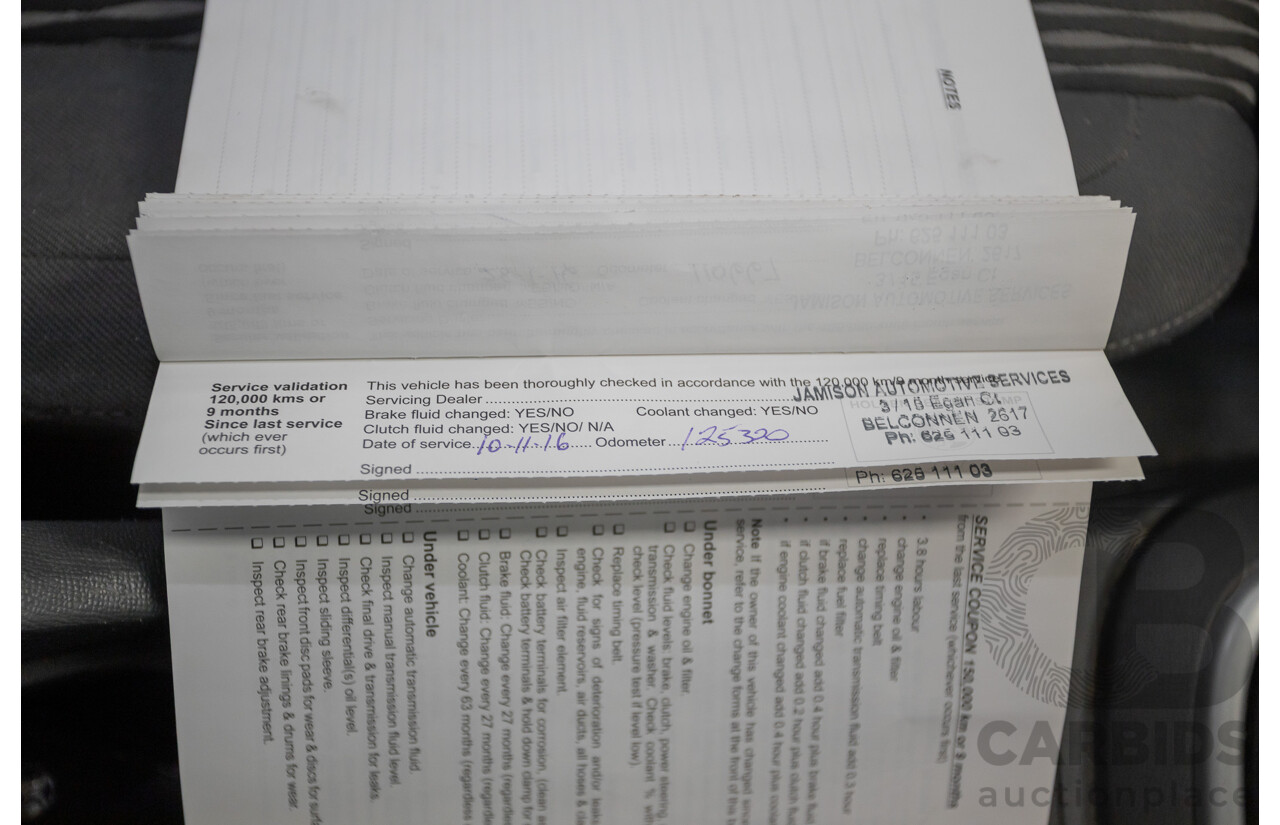 NOTES
Service validation
120,000 kms or
9 months
Since last service
(which ever
occurs first)
This vehicle has been thoroughly checked in accordance with the 120,000 km/9 month service
Servicing Dealer
Brake fluid changed: YES/NO Coolant changed: YES/NO
Clutch fluid changed: YES/NO/ N/A
Date of service 10-11-16 Odometer 125320
Signed
JAMISON AUTOMOTIVE SERVICES
3/15 Egan Ct
BELCONNEN 2617
Ph: 626 111 03
Ph: 626 111 03
Signed
Signed
SERVICE COUPON 150,000 km or 9 months
from the last service (whichever occurs first)
• 3.8 hours labour
• change engine oil & filter
• replace timing belt
• change automatic transmission fluid add 0.3 hour
• replace fuel filter
• if brake fluid changed add 0.4 hour plus brake fluid
• if clutch fluid changed add 0.2 hour plus clutch
• if engine coolant changed add 0.4 hour plus
Note If the owner of this vehicle has changed since
service, refer to the change forms at the front of this
Under bonnet
❑ Change engine oil & filter.
❑ Check fluid levels: brake, clutch, power steering,
transmission & washer. Check coolant % with
check level (pressure test if level low).
❑ Replace timing belt.
❑ Check for signs of deterioration and/or leaks
engine, fluid reservoirs, air ducts, all hoses &
❑ Inspect air filter element.
❑ Check battery terminals for corrosion, (clean
Check battery terminals & hold down clamp for
❑ Brake fluid: Change every 27 months (regardless
❑ Clutch fluid: Change every 27 months
❑ Coolant: Change every 63 months (regardless
Under vehicle
❑ Change automatic transmission fluid.
❑ Inspect manual transmission fluid level.
❑ Check final drive & transmission for leaks.
❑ Inspect differential(s) oil level.
❑ Inspect sliding sleeve.
❑ Inspect front disc pads for wear & discs for
❑ Check rear brake linings & drums for wear.
❑ Inspect rear brake adjustment.
CARBIDS
auctionplace